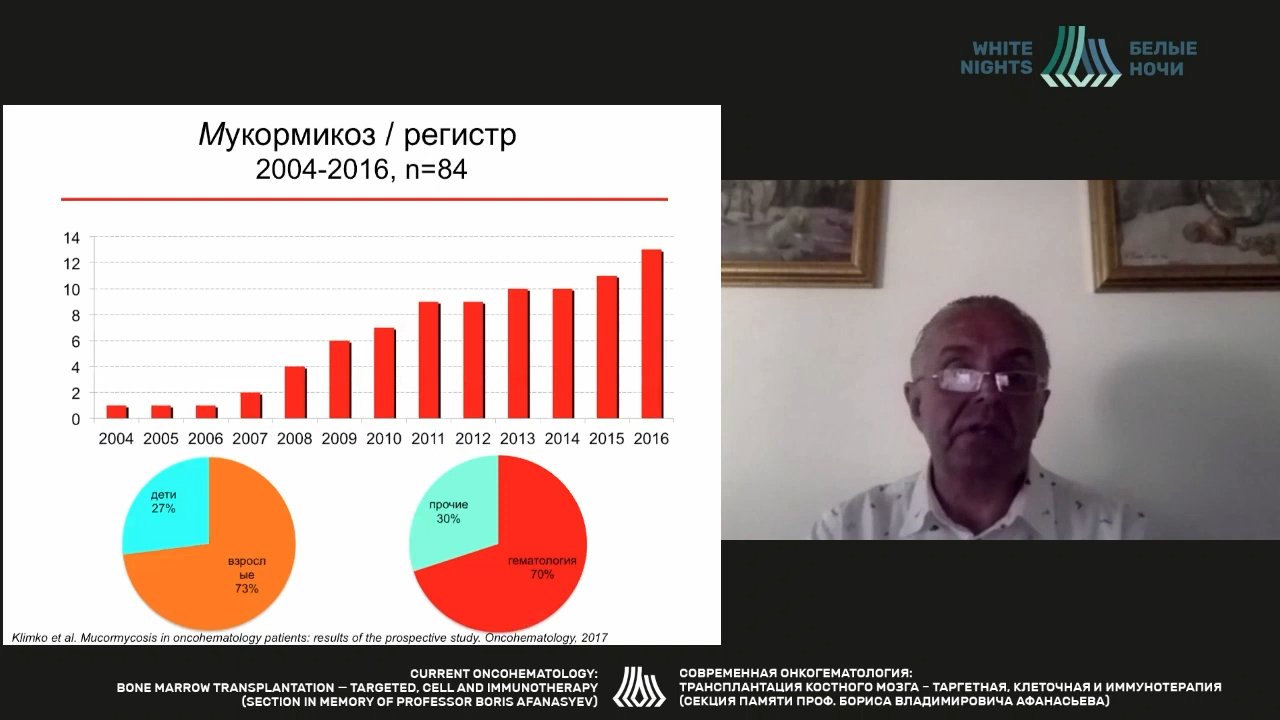 WHITE
NIGHTS
БЕЛЫЕ
НОЧИ
Мукормикоз / регистр
2004-2016, n=84
14
12
10
8
6
4
2
0
2004 2005 2006 2007 2008 2009 2010 2011 2012 2013 2014 2015 2016
дети
27%
взросл
ые
73%
прочие
30%
гематология
70%
Klimko et al. Mucormycosis in oncohematology patients: results of the prospective study. Oncohematology, 2017
CURRENT ONCOHEMATOLOGY:
BONE MARROW TRANSPLANTATION – TARGETED, CELL AND IMMUNOTHERAPY
(SECTION IN MEMORY OF PROFESSOR BORIS AFANASYEV)
СОВРЕМЕННАЯ ОНКОГЕМАТОЛОГИЯ:
ТРАНСПЛАНТАЦИЯ КОСТНОГО МОЗГА – ТАРГЕТНАЯ, КЛЕТОЧНАЯ И ИММУНОТЕРАПИЯ
(СЕКЦИЯ ПАМЯТИ ПРОФ. БОРИСА ВЛАДИМИРОВИЧА АФАНАСЬЕВА)